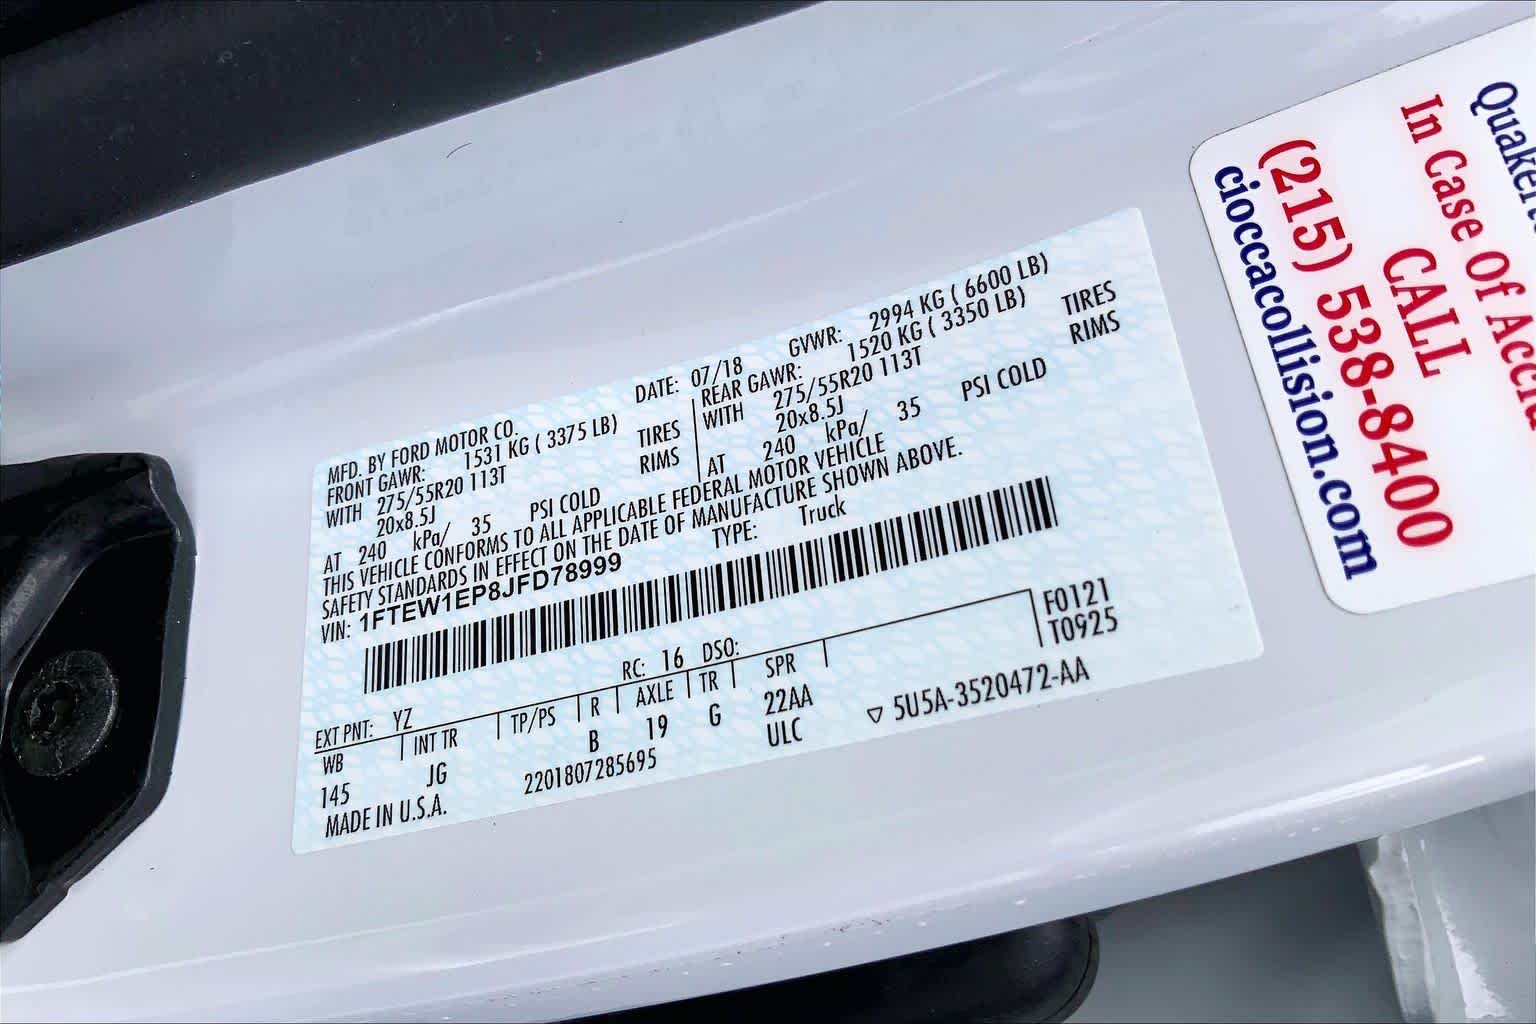 MFD. BY FORD MOTOR CO. DATE: 07/18 GVWR: 2994 KG ( 6600 LB)
FRONT GAWR: 1531 KG ( 3375 LB) REAR GAWR: 1520 KG ( 3350 LB)
WITH 275/55R20 113T TIRES WITH 275/55R20 113T TIRES
20x8.5J RIMS 20x8.5J RIMS
AT 240 kPa/ 35 PSI COLD AT 240 kPa/ 35 PSI COLD
THIS VEHICLE CONFORMS TO ALL APPLICABLE FEDERAL MOTOR VEHICLE
SAFETY STANDARDS IN EFFECT ON THE DATE OF MANUFACTURE SHOWN ABOVE.
VIN: 1FTEW1EP8JFD78999 TYPE: Truck
F0121
T0925
EXT PNT: YZ RC: 16 DSO:
WB INT TR TP/PS R AXLE TR SPR
145 JG B 19 G 22AA
MADE IN U.S.A. 2201807285695 ULC ▽ 5U5A-3520472-AA
In Case Of
CALL
(215) 538-8400
cioccacollision.com